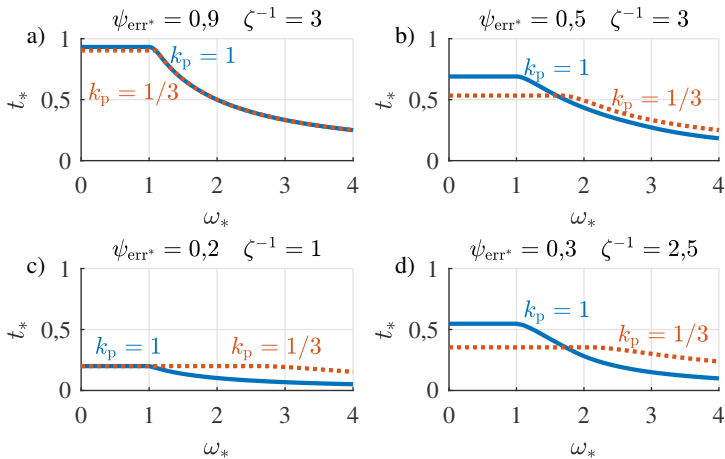 ψerr* = 0,9 ζ⁻¹ = 3
a)
1
0,5
0
t*
kp = 1
kp = 1/3
0 1 2 3 4
ω*
ψerr* = 0,5 ζ⁻¹ = 3
b)
1
0,5
0
t*
kp = 1
kp = 1/3
0 1 2 3 4
ω*
ψerr* = 0,2 ζ⁻¹ = 1
c)
1
0,5
0
t*
kp = 1
kp = 1/3
0 1 2 3 4
ω*
ψerr* = 0,3 ζ⁻¹ = 2,5
d)
1
0,5
0
t*
kp = 1
kp = 1/3
0 1 2 3 4
ω*